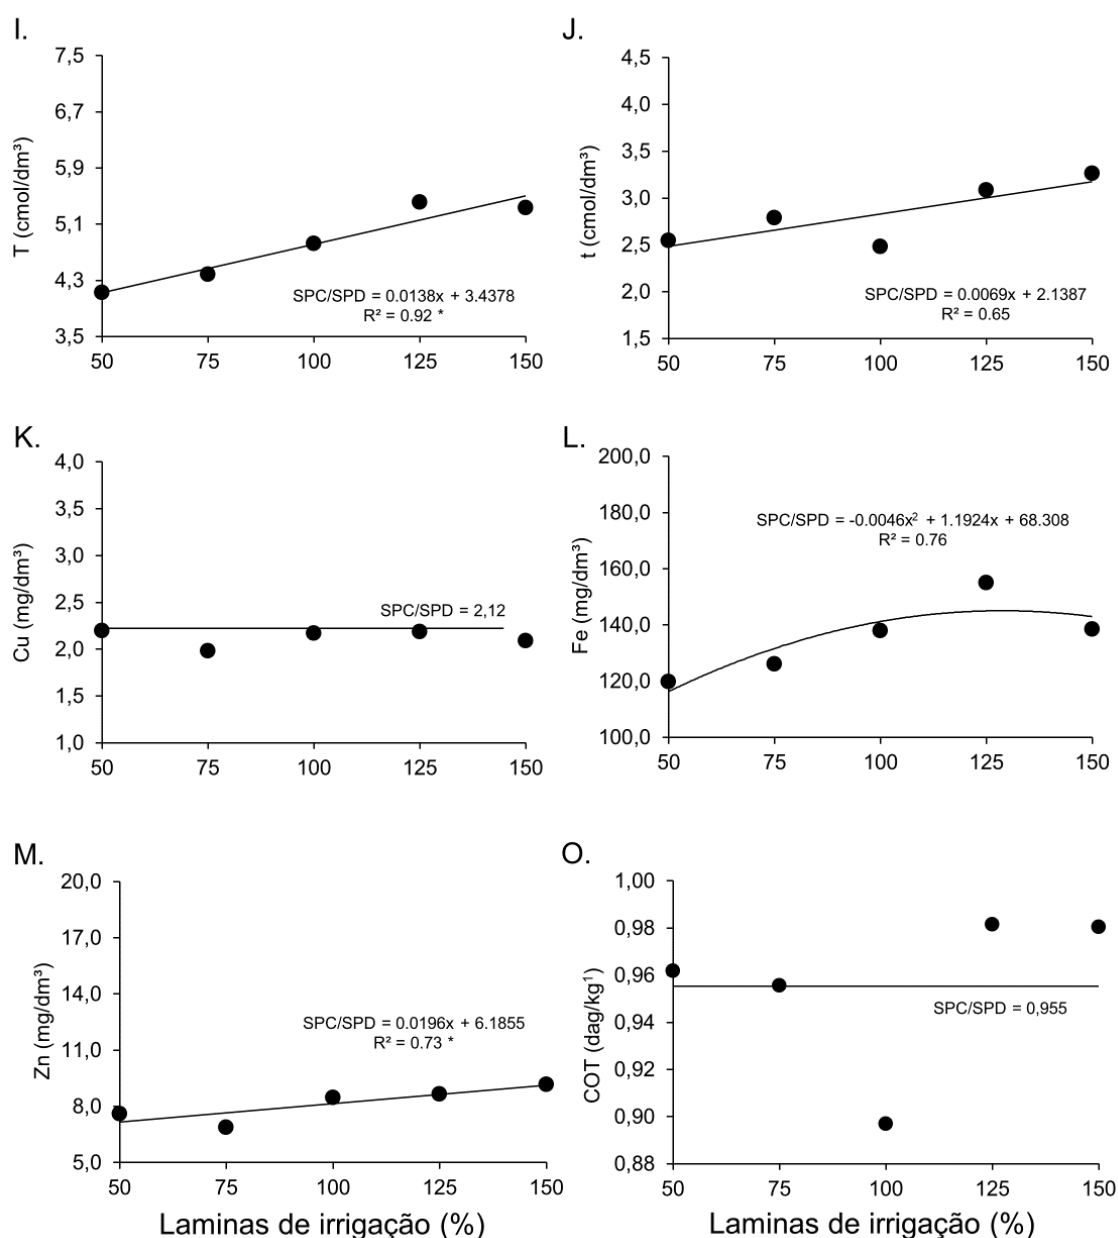 I.
7,5
6,7
5,9
5,1
4,3
3,5
T (cmol/dm³)
SPC/SPD = 0.0138x + 3.4378
R² = 0.92 *
50 75 100 125 150
J.
4,5
4,0
3,5
3,0
2,5
2,0
1,5
t (cmol/dm³)
SPC/SPD = 0.0069x + 2.1387
R² = 0.65
50 75 100 125 150
K.
4,0
3,5
3,0
2,5
2,0
1,5
1,0
Cu (mg/dm³)
SPC/SPD = 2,12
50 75 100 125 150
L.
200,0
180,0
160,0
140,0
120,0
100,0
Fe (mg/dm³)
SPC/SPD = -0.0046x² + 1.1924x + 68.308
R² = 0.76
50 75 100 125 150
M.
20,0
17,0
14,0
11,0
8,0
5,0
Zn (mg/dm³)
SPC/SPD = 0.0196x + 6.1855
R² = 0.73 *
50 75 100 125 150
Laminas de irrigação (%)
O.
1,00
0,98
0,96
0,94
0,92
0,90
0,88
COT (dag/kg¹)
SPC/SPD = 0,955
50 75 100 125 150
Laminas de irrigação (%)